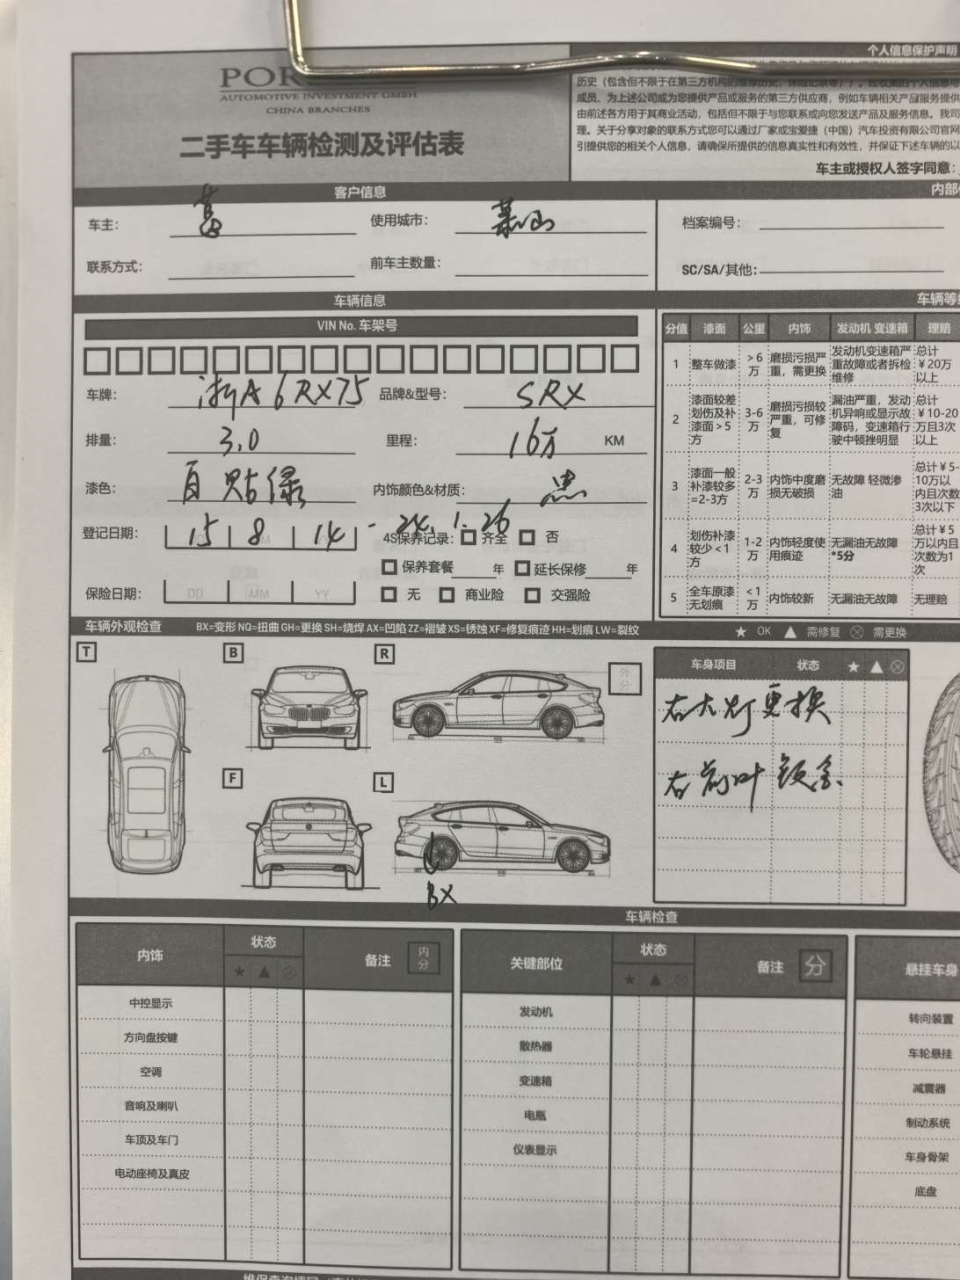 个人信息保护声明
POR
AUTOMOTIVE INVESTMENT GMBH
CHINA BRANCHES
二手车车辆检测及评估表
成员、为上述公司或为您提供产品或服务的第三方供应商，例如车辆相关产品服务提供
由前述各方用于其商业活动，包括但不限于与您联系或向您发送产品及服务信息。我司
理。关于分享对象的联系方式您可以通过厂家或宝爱捷（中国）汽车投资有限公司官网
引提供您的相关个人信息，请确保所提供的信息真实性和有效性，并保证下述车辆的以
车主或授权人签字同意：
客户信息
内部
车主：
使用城市： 萧山
档案编号：
联系方式：
前车主数量：
SC/SA/其他:
车辆信息
车辆等
VIN No. 车架号
车牌： 浙A6RX75 品牌&型号： SRX
排量： 3.0 里程： 16万 KM
漆色： 白贴绿 内饰颜色&材质： 黑
登记日期： 15 8 14 - 24.1.26
4S保养记录： 齐全 否
保养套餐 年 延长保修 年
保险日期： DD MM YY 无 商业险 交强险
分值 漆面 公里 内饰 发动机 变速箱 理赔
1 整车做漆 >6万 磨损污损严重，需更换 发动机变速箱严重故障或者拆检维修 总计￥20万以上
2 漆面较差划伤及补漆面>5方 3-6万 磨损污损较严重，可修复 漏油严重，发动机异响或显示故障码，变速箱行驶中顿挫明显 总计￥10-20万且3次以上
3 漆面一般补漆较多=2-3方 2-3万 内饰中度磨损无破损 无故障 轻微渗油 总计￥5-10万以内且次数3次以下
4 划伤补漆较少<1方 1-2万 内饰轻度使用痕迹 无漏油无故障*5分 总计￥5万以内且次数为1次
5 全车原漆无划痕 <1万 内饰较新 无漏油无故障 无理赔
车辆外观检查 BX=变形 NQ=扭曲 GH=更换 SH=烧焊 AX=凹陷 ZZ=褶皱 XS=锈蚀 XF=修复痕迹 HH=划痕 LW=裂纹
★ OK ▲ 需修复 ⊗ 需更换
T B R
外分
车身项目 状态 ★ ▲ ⊗
右大灯更换
右前叶钣金
F L
BX
车辆检查
内饰 状态 ★ ▲ ⊗ 备注 内分
关键部位 状态 ★ ▲ ⊗ 备注 分
悬挂车身
中控显示 发动机 转向装置
方向盘按键 散热器 车轮悬挂
空调 变速箱 减震器
音响及喇叭 电瓶 制动系统
车顶及车门 仪表显示 车身骨架
电动座椅及真皮 底盘